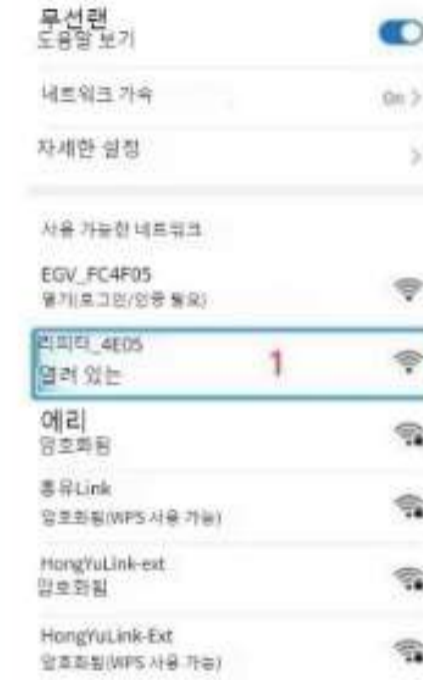 무선랜
도움말 보기
네트워크 가속
On >
자세한 설정
>
사용 가능한 네트워크
EGV_FC4F05
열기(로그인/인증 필요)
리피터_4E05
1
열려 있는
에리
암호화됨
홍유Link
암호화됨(WPS 사용 가능)
HongYuLink-ext
암호화됨
HongYuLink-Ext
암호화됨(WPS 사용 가능)